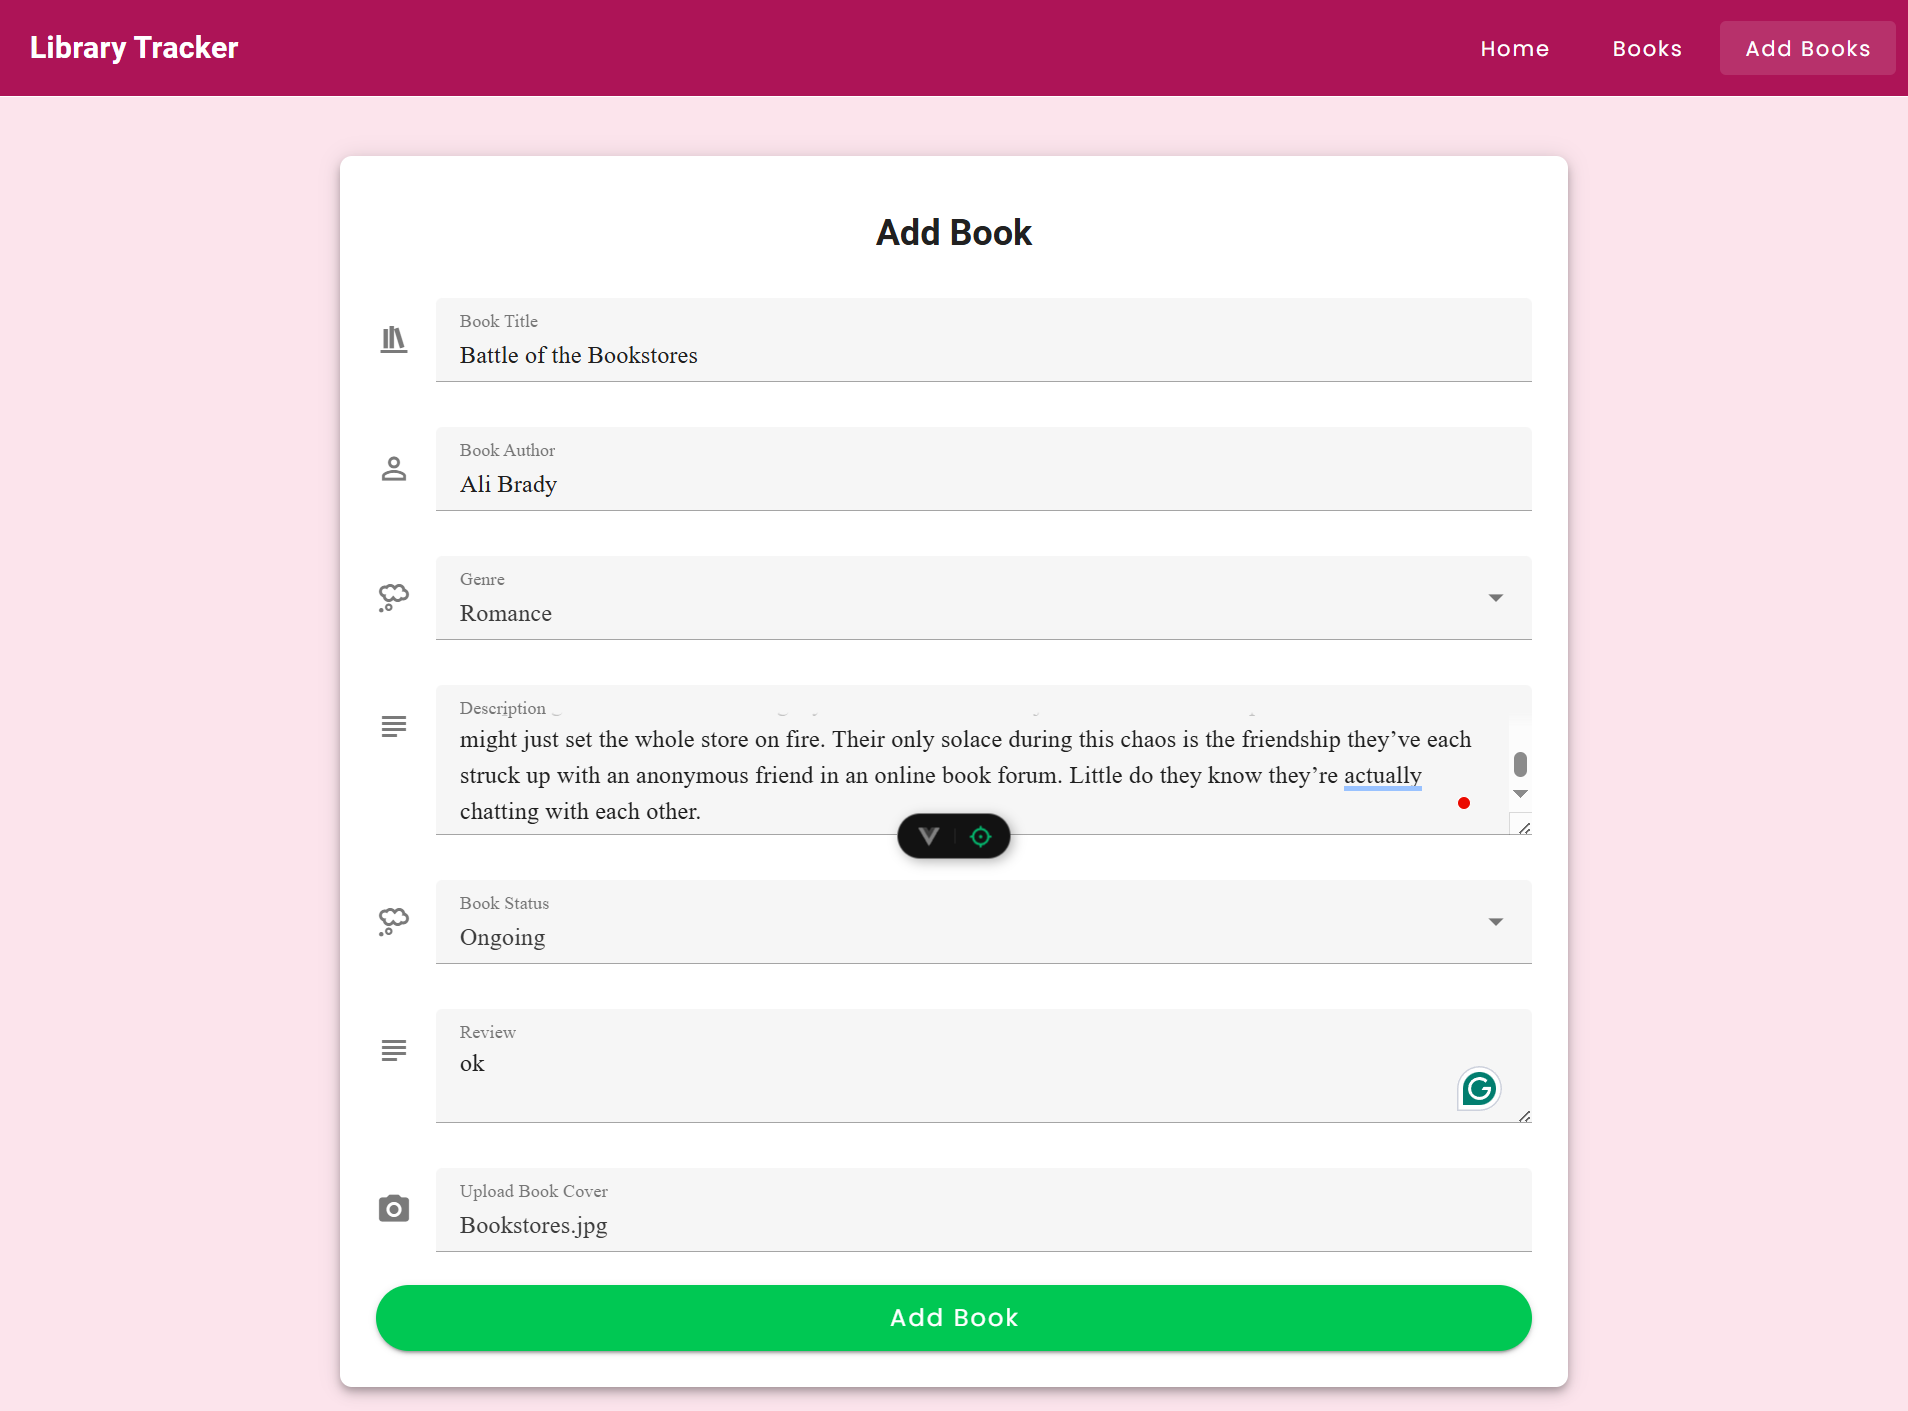 Library Tracker
Home
Books
Add Books
Add Book
Book Title
Battle of the Bookstores
Book Author
Ali Brady
Genre
Romance
Description
might just set the whole store on fire. Their only solace during this chaos is the friendship they’ve each
struck up with an anonymous friend in an online book forum. Little do they know they’re actually
chatting with each other.
Book Status
Ongoing
Review
ok
Upload Book Cover
Bookstores.jpg
Add Book